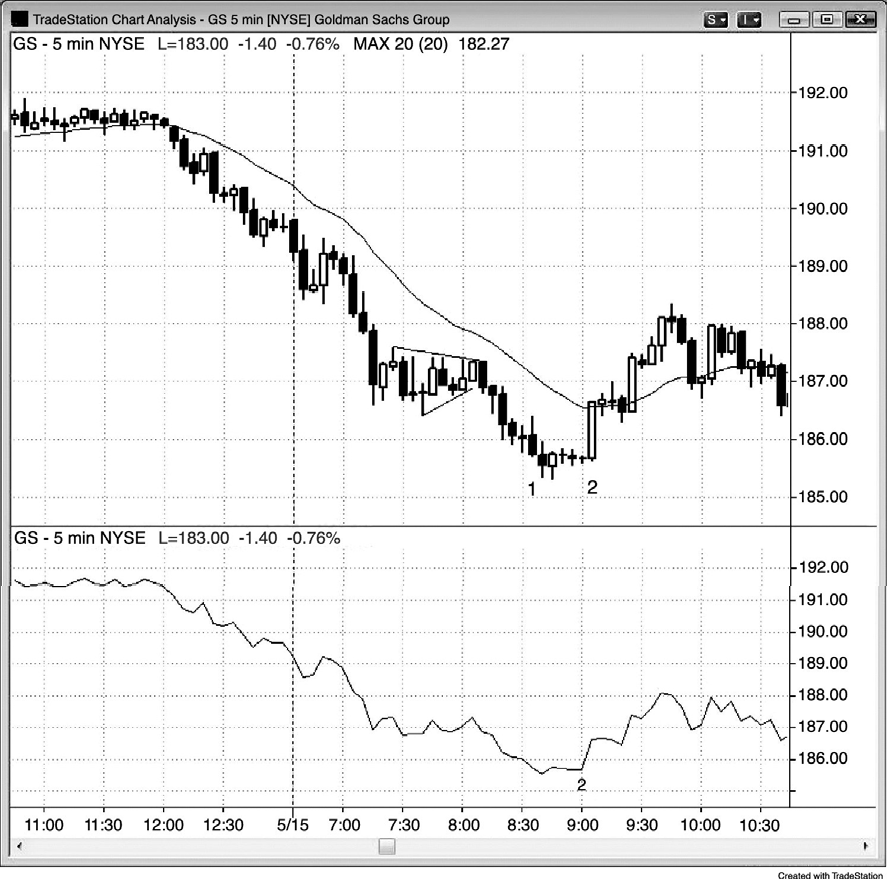 TradeStation Chart Analysis - GS 5 min [NYSE] Goldman Sachs Group
S
I
GS - 5 min NYSE L=183.00 -1.40 -0.76% MAX 20 (20) 182.27
192.00
191.00
190.00
189.00
188.00
187.00
186.00
185.00
1
2
GS - 5 min NYSE L=183.00 -1.40 -0.76%
192.00
191.00
190.00
189.00
188.00
187.00
186.00
2
11:00 11:30 12:00 12:30 5/15 7:00 7:30 8:00 8:30 9:00 9:30 10:00 10:30
Created with TradeStation